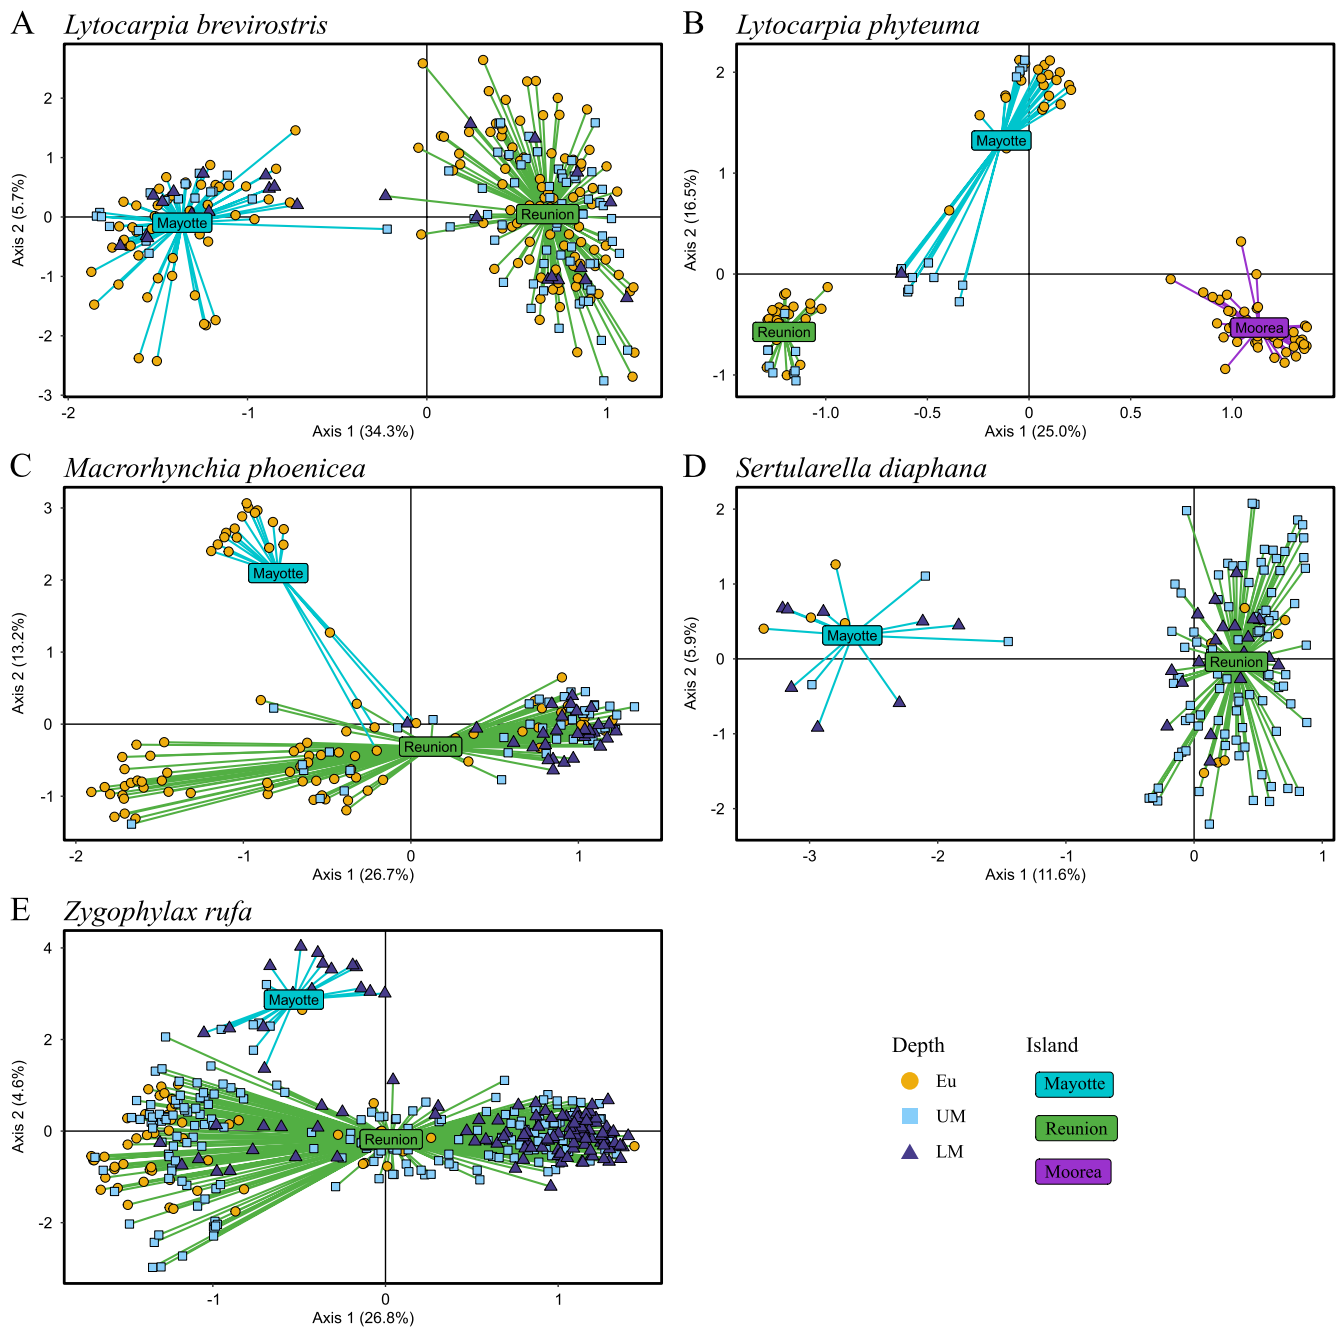 A Lytocarpia brevirostris
2
1
0
-1
-2
-3
Axis 2 (5.7%)
Mayotte
Reunion
-2 -1 0 1
Axis 1 (34.3%)
B Lytocarpia phyteuma
2
1
0
-1
Axis 2 (16.5%)
Mayotte
Reunion
Moorea
-1.0 -0.5 0 0.5 1.0
Axis 1 (25.0%)
C Macrorhynchia phoenicea
3
2
1
0
-1
Axis 2 (13.2%)
Mayotte
Reunion
-2 -1 0 1
Axis 1 (26.7%)
D Sertularella diaphana
2
1
0
-1
-2
Axis 2 (5.9%)
Mayotte
Reunion
-3 -2 -1 0 1
Axis 1 (11.6%)
E Zygophylax rufa
4
2
0
-2
Axis 2 (4.6%)
Mayotte
Reunion
-1 0 1
Axis 1 (26.8%)
Depth
Eu
UM
LM
Island
Mayotte
Reunion
Moorea